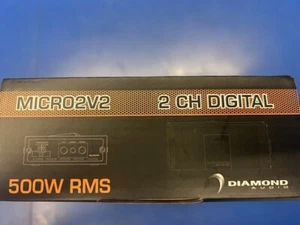 MICRO2V2 2 CH DIGITAL
500W RMS
DIAMOND
AUDIO